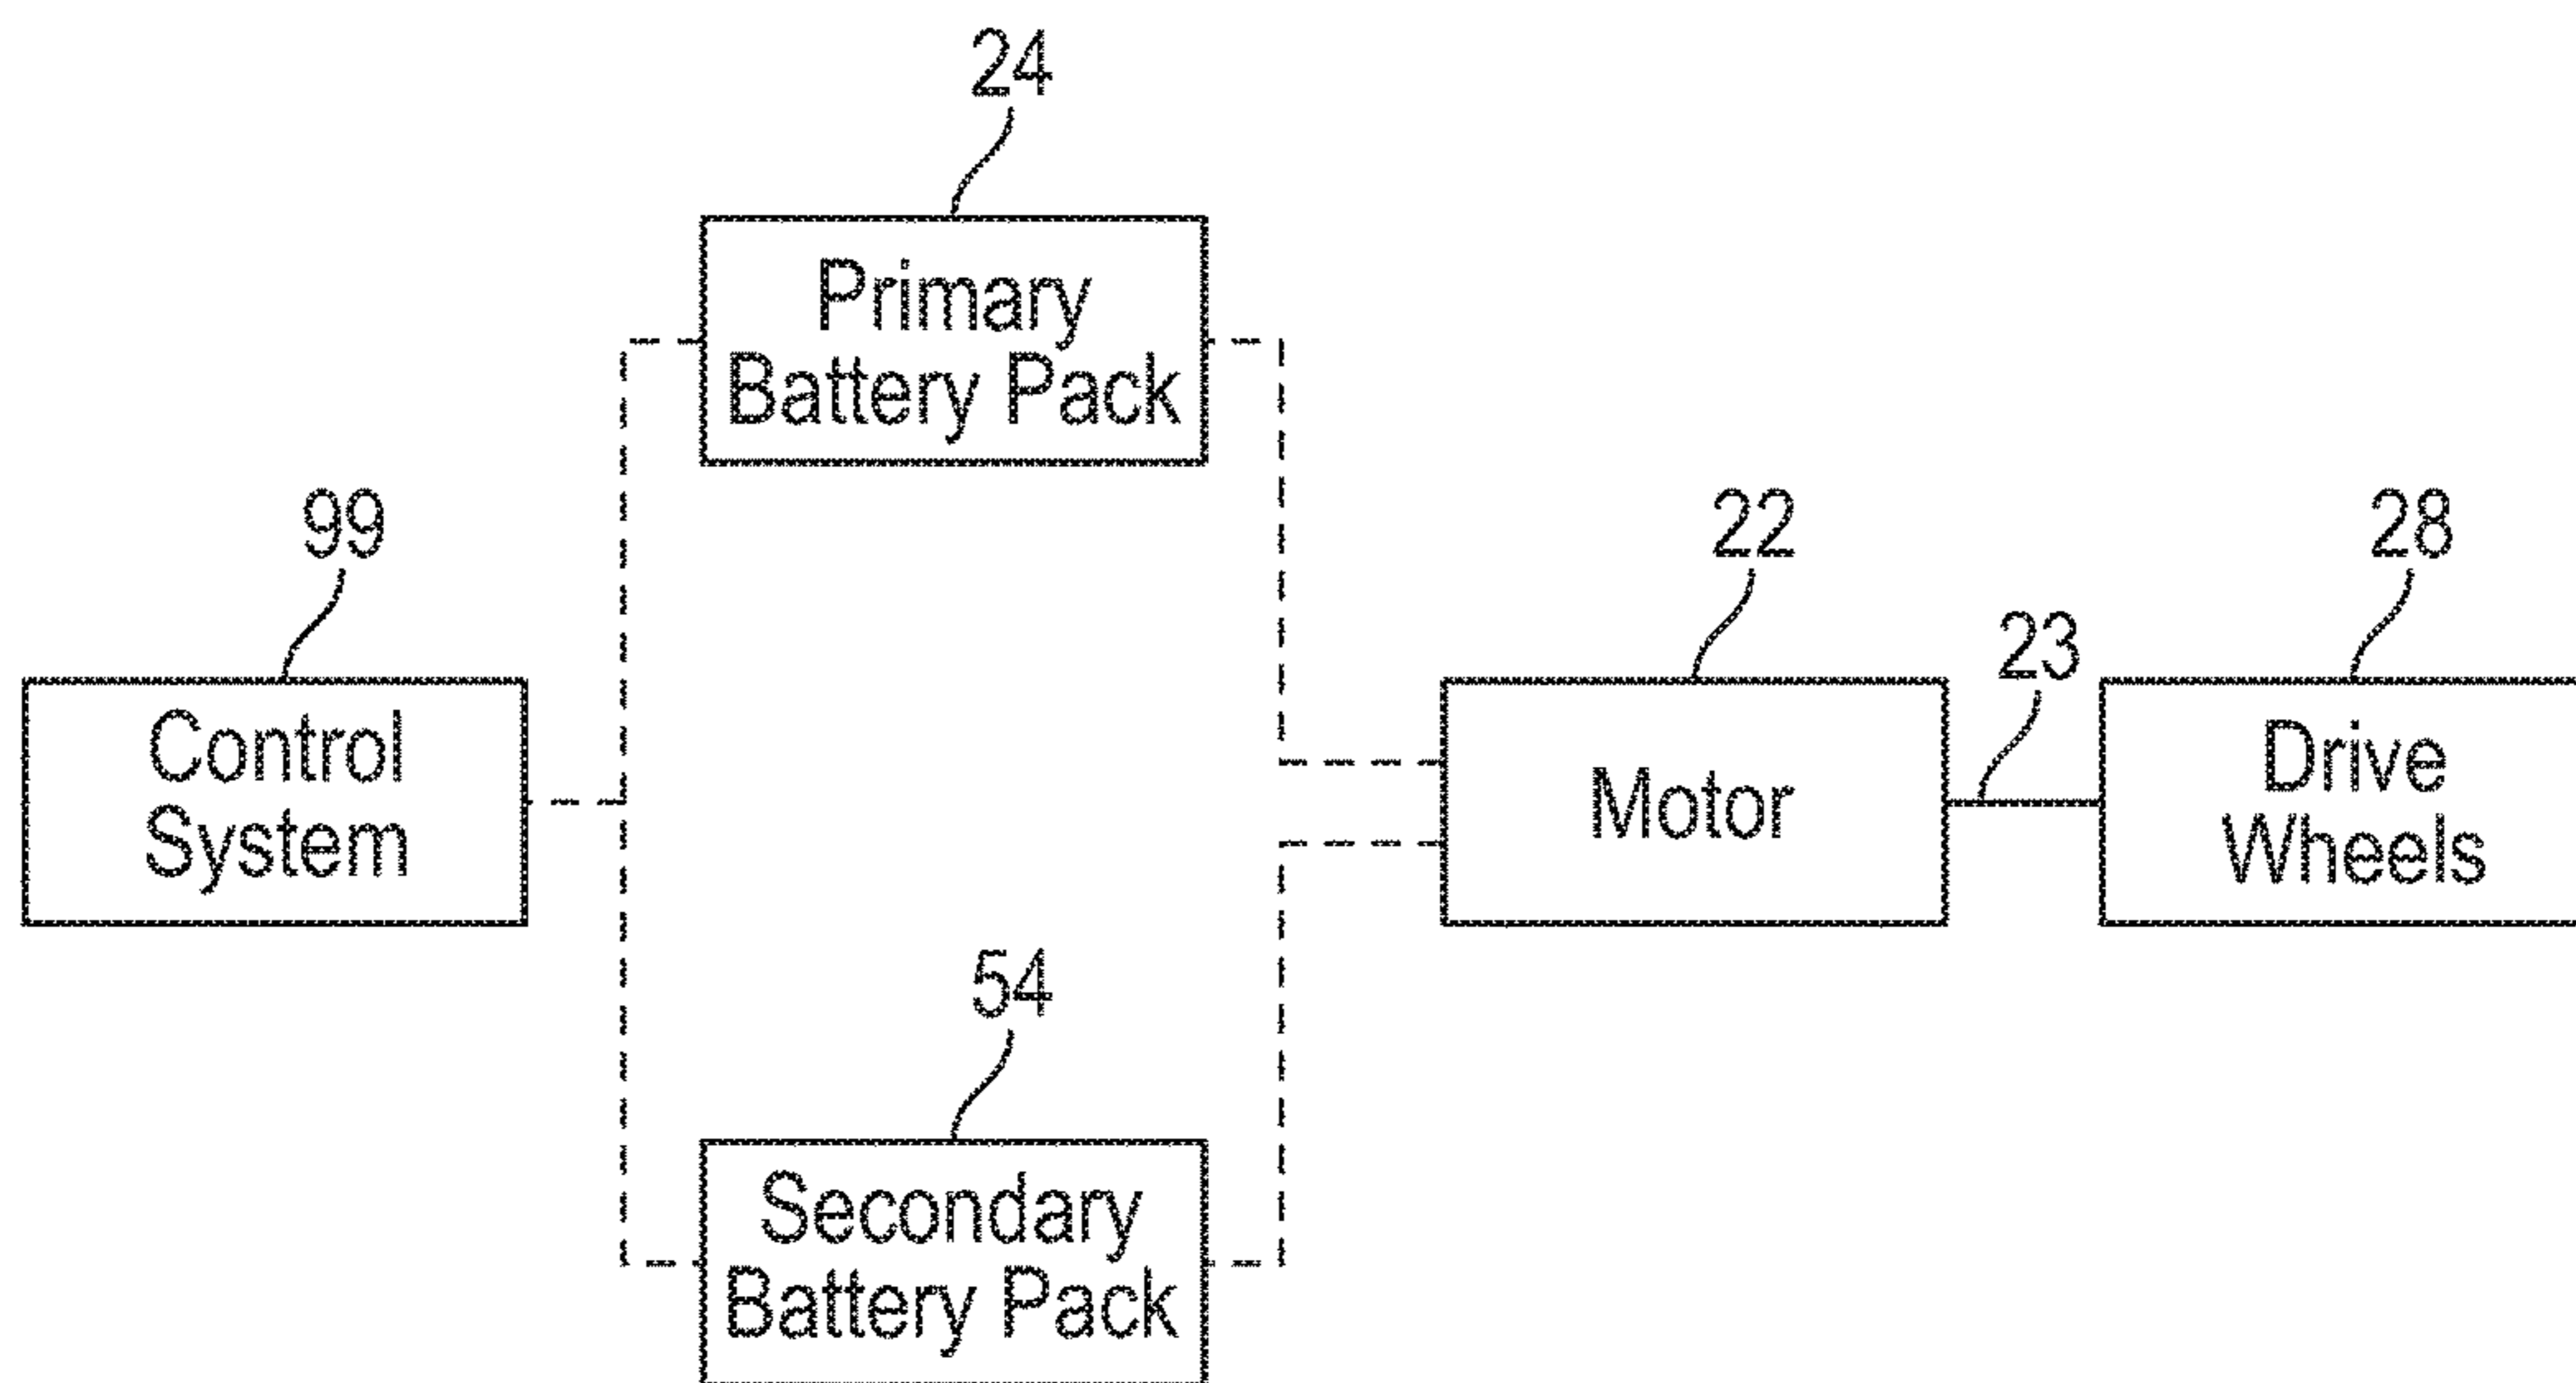 24
Primary
Battery Pack
99
Control
System
22
Motor
23
28
Drive
Wheels
54
Secondary
Battery Pack